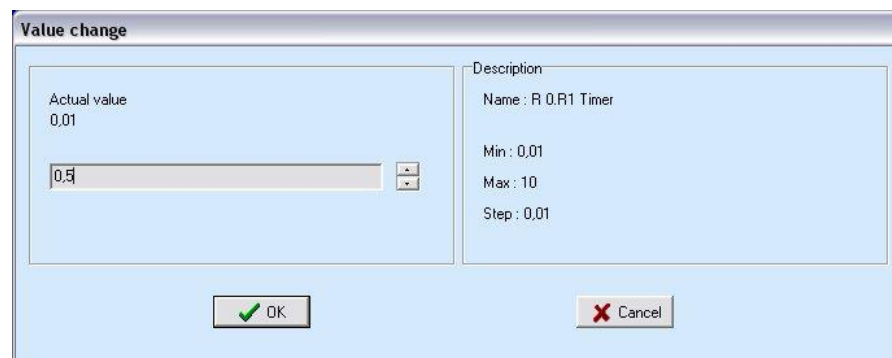 Value change
Actual value
0,01
0,5
Description
Name : R 0.R1 Timer
Min : 0,01
Max : 10
Step : 0,01
OK
Cancel